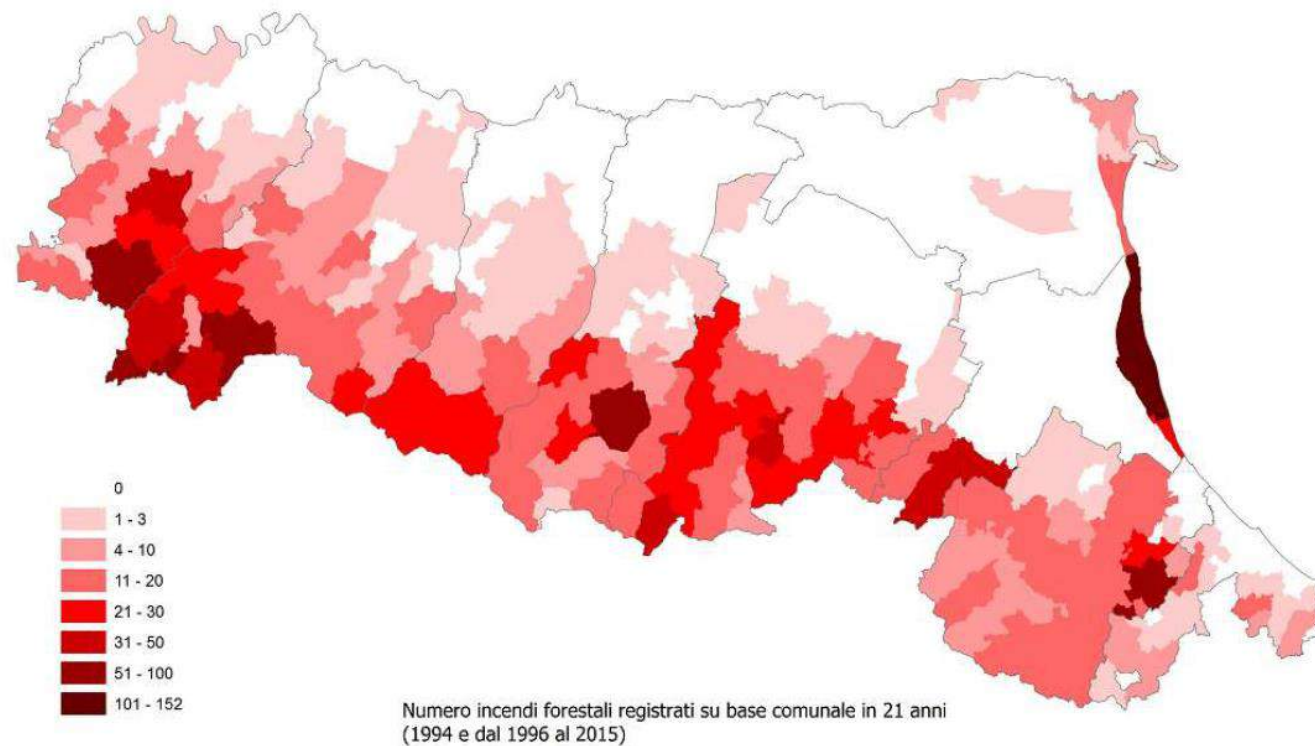 0
1 - 3
4 - 10
11 - 20
21 - 30
31 - 50
51 - 100
101 - 152
Numero incendi forestali registrati su base comunale in 21 anni
(1994 e dal 1996 al 2015)